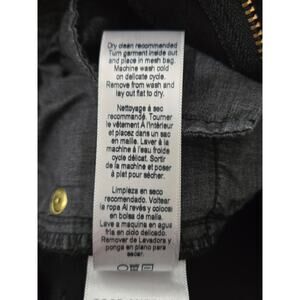 Dry clean recommended
Turn garment inside out
and place in mesh bag.
Machine wash cold
on delicate cycle.
Remove from wash and
lay out flat to dry.
Nettoyage à sec
recommandé. Tourner
le vêtement À l'intérieur
et placez dans un sac
en maille. Laver à la
machine à l'eau froide
cycle délicat. Sortir
de la machine et poser
à plat pour sécher.
Limpieza en seco
recomendado. Voltear
la ropa Al revés y colocsi
en bolsa de malla.
Lave a maquina en agua
fria en ciclo delicado.
Remover de Lavadora y
ponga en plano para
secar.